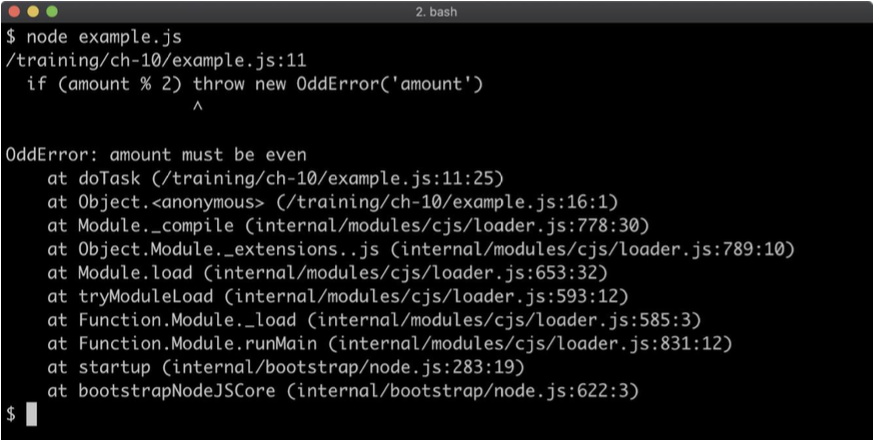 2. bash
$ node example.js
/training/ch-10/example.js:11
  if (amount % 2) throw new OddError('amount')
                  ^
OddError: amount must be even
    at doTask (/training/ch-10/example.js:11:25)
    at Object.<anonymous> (/training/ch-10/example.js:16:1)
    at Module._compile (internal/modules/cjs/loader.js:778:30)
    at Object.Module._extensions..js (internal/modules/cjs/loader.js:789:10)
    at Module.load (internal/modules/cjs/loader.js:653:32)
    at tryModuleLoad (internal/modules/cjs/loader.js:593:12)
    at Function.Module._load (internal/modules/cjs/loader.js:585:3)
    at Function.Module.runMain (internal/modules/cjs/loader.js:831:12)
    at startup (internal/bootstrap/node.js:283:19)
    at bootstrapNodeJSCore (internal/bootstrap/node.js:622:3)
$